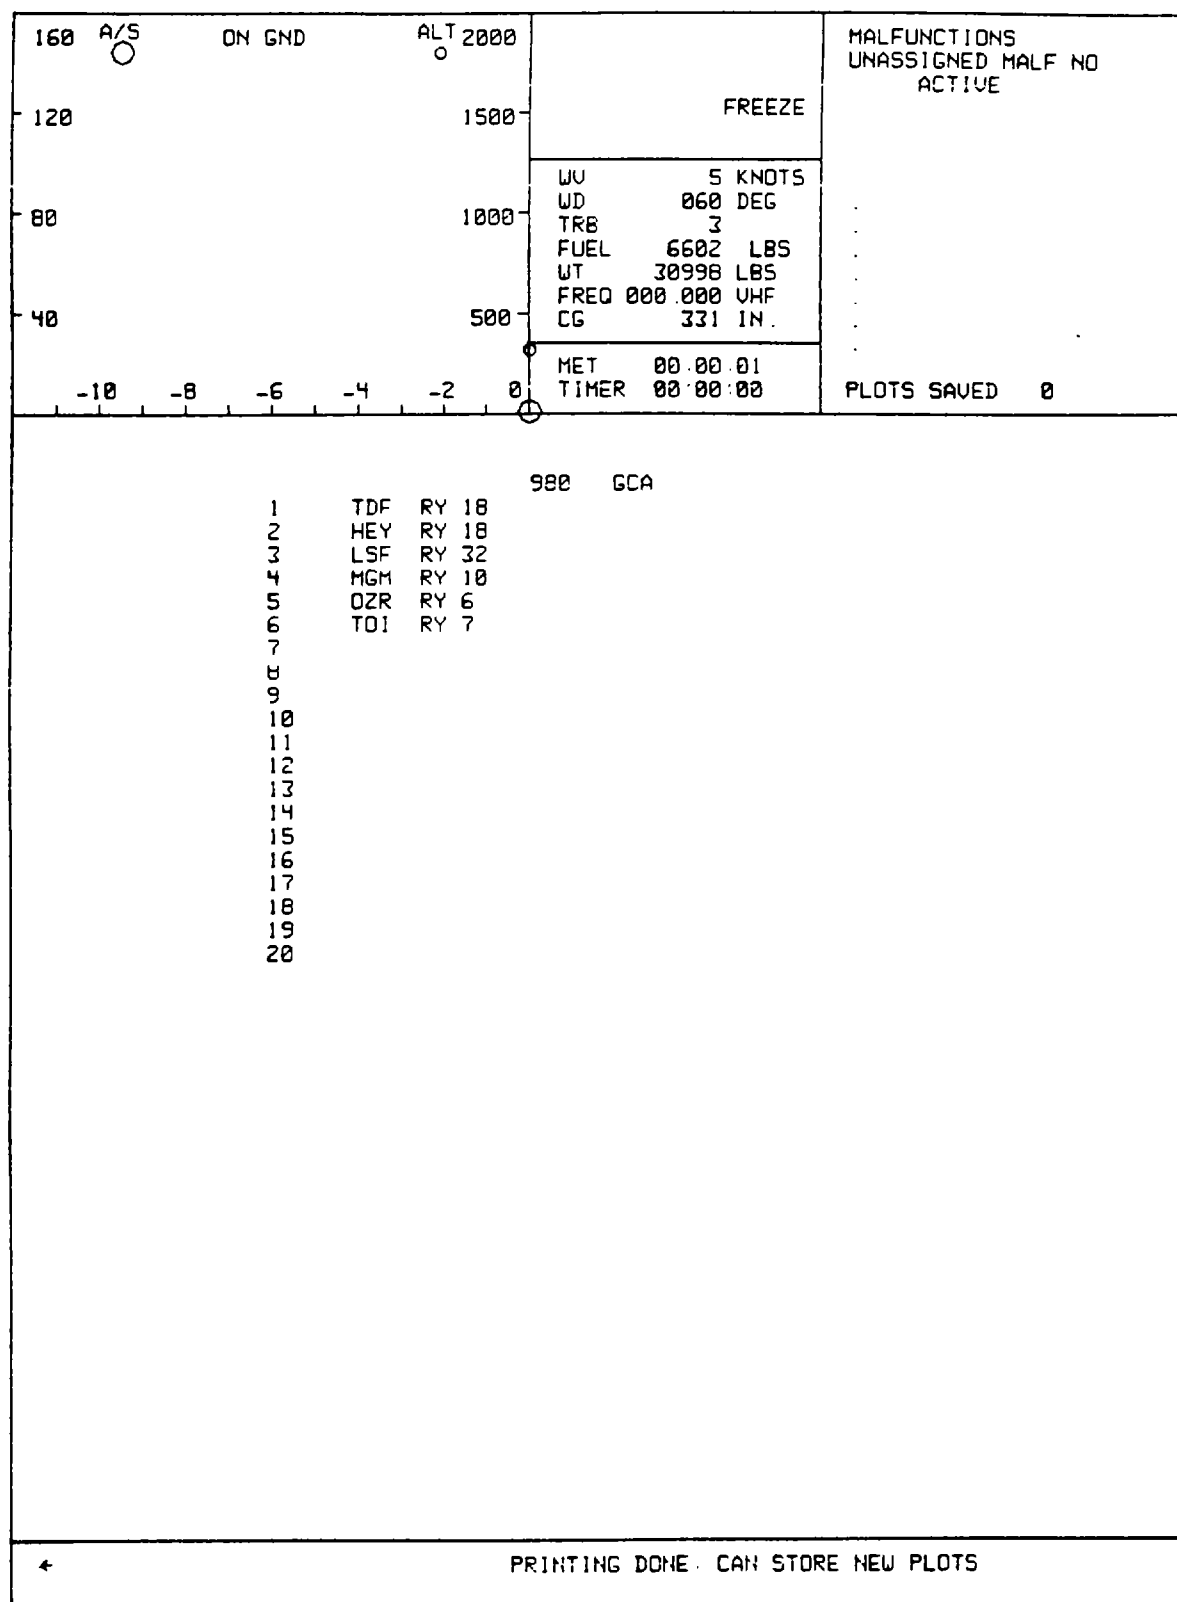 160 A/S ON GND ALT 2000
120 1500
80 1000
40 500
-10 -8 -6 -4 -2 0
FREEZE
WV 5 KNOTS
WD 060 DEG
TRB 3
FUEL 6602 LBS
WT 30998 LBS
FREQ 000.000 VHF
CG 331 IN.
MET 00:00:01
TIMER 00:00:00
MALFUNCTIONS
UNASSIGNED MALF NO
ACTIVE
PLOTS SAVED 0
980 GCA
1 TDF RY 18
2 HEY RY 18
3 LSF RY 32
4 MGM RY 10
5 OZR RY 6
6 TOI RY 7
7
8
9
10
11
12
13
14
15
16
17
18
19
20
← PRINTING DONE. CAN STORE NEW PLOTS